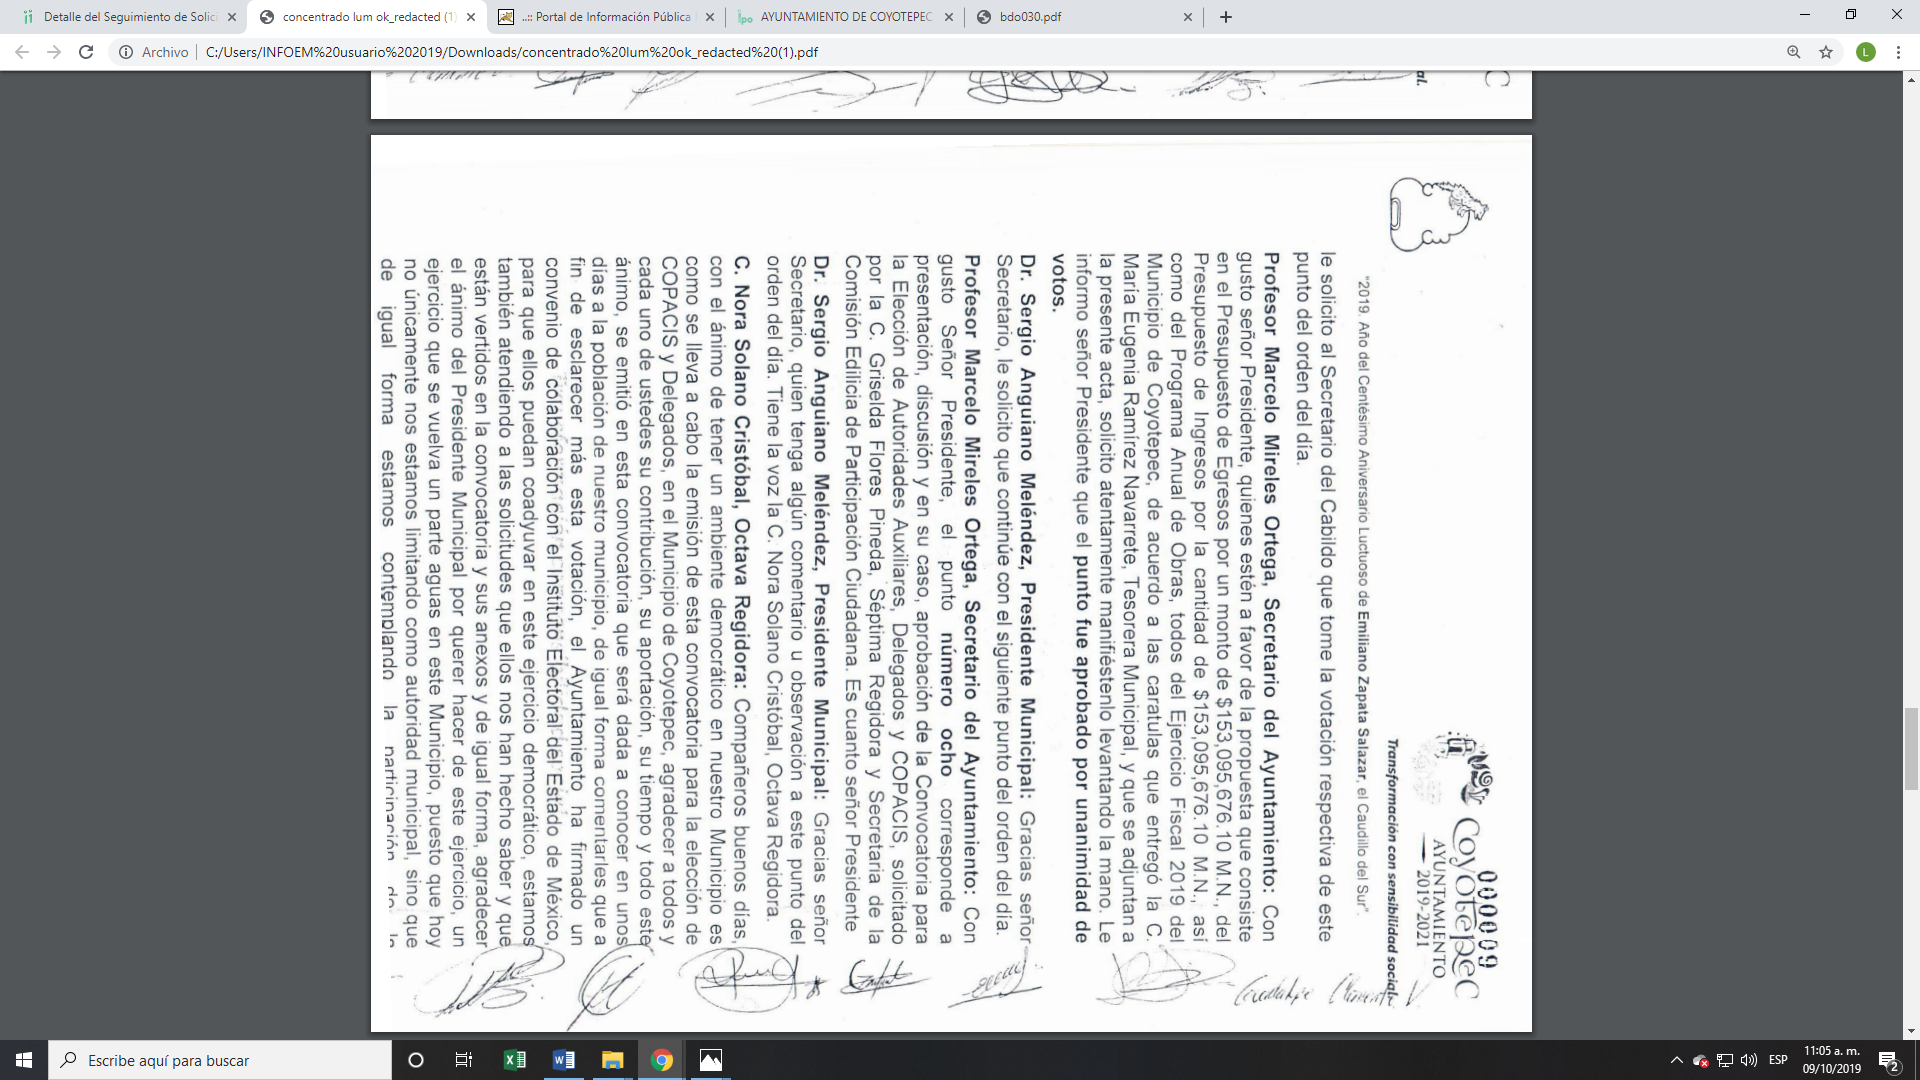 Detalle del Seguimiento de Solici
concentrado lum ok_redacted (1)
..:: Portal de Información Pública
AYUNTAMIENTO DE COYOTEPEC
bdo030.pdf
Archivo
C:/Users/INFOEM%20usuario%202019/Downloads/concentrado%20lum%20ok_redacted%20(1).pdf
L
al.
000009
Coyotepec
AYUNTAMIENTO
2019-2021
Transformación con sensibilidad social
"2019. Año del Centésimo Aniversario Luctuoso de Emiliano Zapata Salazar, el Caudillo del Sur".
le solicito al Secretario del Cabildo que tome la votación respectiva de este
punto del orden del día.
Profesor Marcelo Mireles Ortega, Secretario del Ayuntamiento: Con
gusto señor Presidente, quienes estén a favor de la propuesta que consiste
en el Presupuesto de Egresos por un monto de $153,095,676.10 M.N., del
Presupuesto de Ingresos por la cantidad de $153,095,676.10 M.N., así
como del Programa Anual de Obras, todos del Ejercicio Fiscal 2019 del
Municipio de Coyotepec, de acuerdo a las caratulas que entregó la C.
María Eugenia Ramírez Navarrete, Tesorera Municipal, y que se adjuntan a
la presente acta, solicito atentamente manifiéstenlo levantando la mano. Le
informo señor Presidente que el punto fue aprobado por unanimidad de
votos.
Dr. Sergio Anguiano Meléndez, Presidente Municipal: Gracias señor
Secretario, le solicito que continúe con el siguiente punto del orden del día.
Profesor Marcelo Mireles Ortega, Secretario del Ayuntamiento: Con
gusto Señor Presidente, el punto número ocho corresponde a
presentación, discusión y en su caso, aprobación de la Convocatoria para
la Elección de Autoridades Auxiliares, Delegados y COPACIS, solicitado
por la C. Griselda Flores Pineda, Séptima Regidora y Secretaria de la
Comisión Edilicia de Participación Ciudadana. Es cuanto señor Presidente
Dr. Sergio Anguiano Meléndez, Presidente Municipal: Gracias señor
Secretario, quien tenga algún comentario u observación a este punto del
orden del día. Tiene la voz la C. Nora Solano Cristóbal, Octava Regidora.
C. Nora Solano Cristóbal, Octava Regidora: Compañeros buenos días,
con el ánimo de tener un ambiente democrático en nuestro Municipio es
como se lleva a cabo la emisión de esta convocatoria para la elección de
COPACIS y Delegados, en el Municipio de Coyotepec, agradecer a todos y
cada uno de ustedes su contribución, su aportación, su tiempo y todo este
ánimo, se emitió en esta convocatoria que será dada a conocer en unos
días a la población de nuestro municipio, de igual forma comentarles que a
fin de esclarecer más esta votación, el Ayuntamiento ha firmado un
convenio de colaboración con el Instituto Electoral del Estado de México,
para que ellos puedan coadyuvar en este ejercicio democrático, estamos
también atendiendo a las solicitudes que ellos nos han hecho saber y que
están vertidos en la convocatoria y sus anexos y de igual forma, agradecer
el ánimo del Presidente Municipal por querer hacer de este ejercicio, un
ejercicio que se vuelva un parte aguas en este Municipio, puesto que hoy
no únicamente nos estamos limitando como autoridad municipal, sino que
de igual forma estamos contemplando la participación de la
Guadalupe Clemente V
Escribe aquí para buscar
ESP
11:05 a. m.
09/10/2019
2